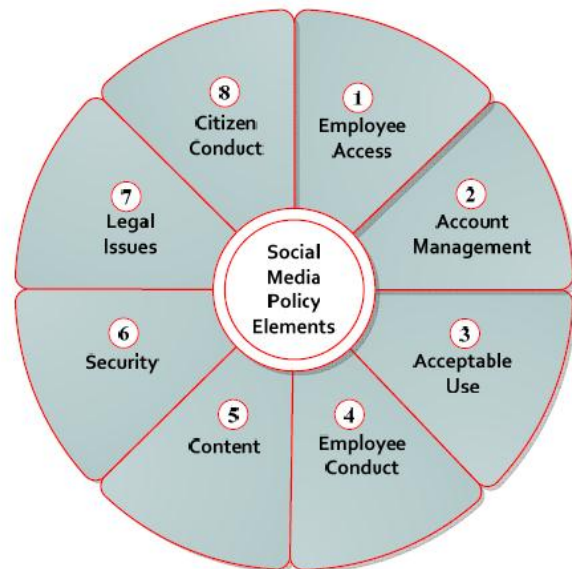 Social
Media
Policy
Elements
1
Employee
Access
2
Account
Management
3
Acceptable
Use
4
Employee
Conduct
5
Content
6
Security
7
Legal
Issues
8
Citizen
Conduct